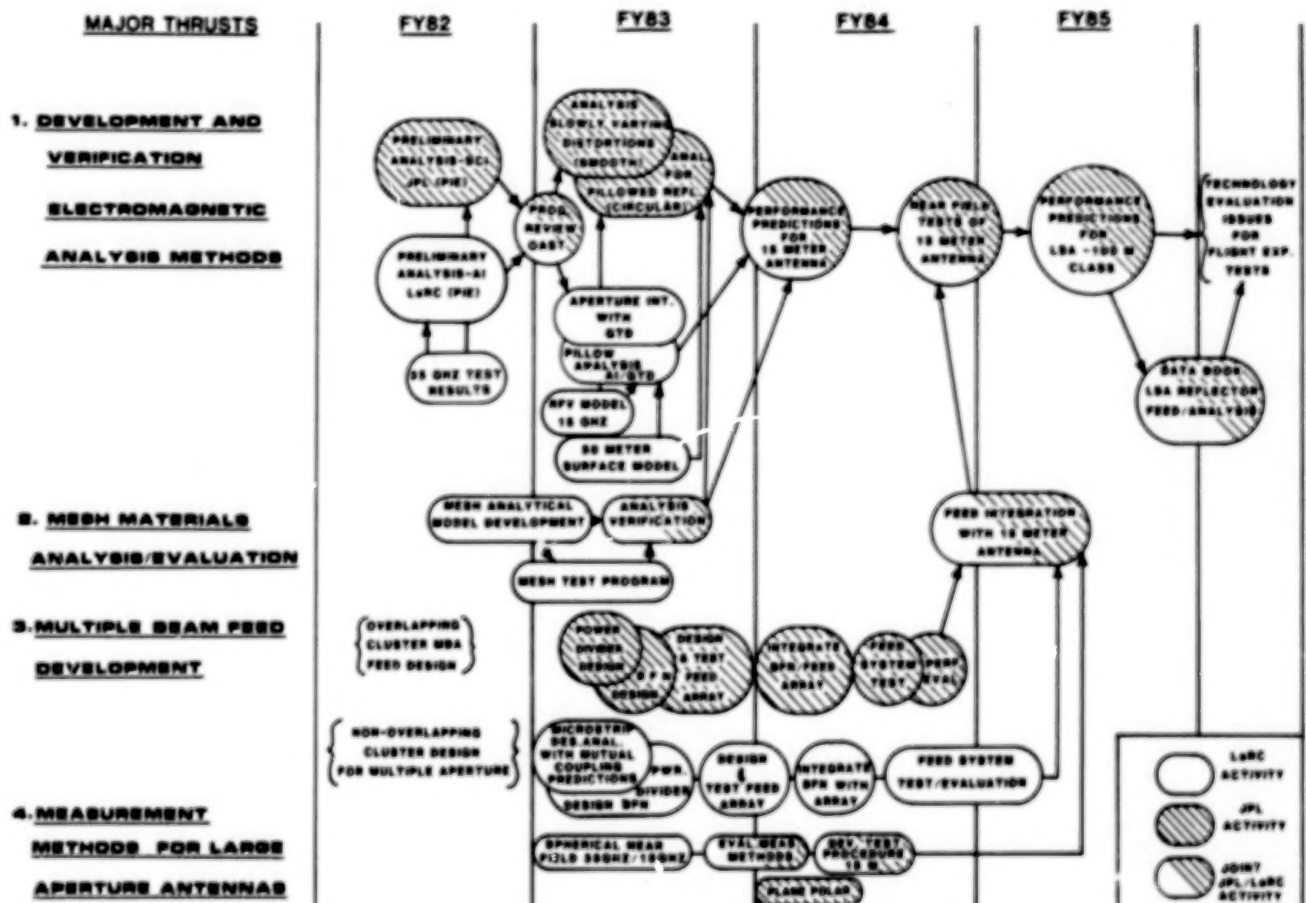 MAJOR THRUSTS
FY82
FY83
FY84
FY85
1. DEVELOPMENT AND
VERIFICATION
ELECTROMAGNETIC
ANALYSIS METHODS
PRELIMINARY
ANALYSIS-SCI
JPL (PIE)
PRELIMINARY
ANALYSIS-AI
LaRC (PIE)
35 GHZ TEST
RESULTS
PROG.
REVIEW
OAST
ANALYSIS
SLOWLY VARYING
DISTORTIONS
(SMOOTH)
ANAL.
FOR
PILLOWED REFL.
(CIRCULAR)
APERTURE INT.
WITH
GTD
PILLOW
ANALYSIS
AI/GTD
RFV MODEL
15 GHZ
50 METER
SURFACE MODEL
PERFORMANCE
PREDICTIONS
FOR
15 METER
ANTENNA
NEAR FIELD
TESTS OF
15 METER
ANTENNA
PERFORMANCE
PREDICTIONS
FOR
LSA ~100 M
CLASS
TECHNOLOGY
EVALUATION
ISSUES
FOR
FLIGHT EXP.
TESTS
DATA BOOK
LSA REFLECTOR
FEED/ANALYSIS
2. MESH MATERIALS
ANALYSIS/EVALUATION
MESH ANALYTICAL
MODEL DEVELOPMENT
ANALYSIS
VERIFICATION
MESH TEST PROGRAM
FEED INTEGRATION
WITH 15 METER
ANTENNA
3. MULTIPLE BEAM FEED
DEVELOPMENT
OVERLAPPING
CLUSTER MBA
FEED DESIGN
POWER
DIVIDER
DESIGN
BFN
DESIGN
DESIGN
& TEST
FEED
ARRAY
INTEGRATE
BFN/FEED
ARRAY
FEED
SYSTEM
TEST
PERF
EVAL
NON-OVERLAPPING
CLUSTER DESIGN
FOR MULTIPLE APERTURE
MICROSTRIP
DES. ANAL.
WITH MUTUAL
COUPLING
PREDICTIONS
PWR.
DIVIDER
DESIGN BFN
DESIGN
&
TEST FEED
ARRAY
INTEGRATE
BFN WITH
ARRAY
FEED SYSTEM
TEST/EVALUATION
4. MEASUREMENT
METHODS FOR LARGE
APERTURE ANTENNAS
SPHERICAL NEAR
FIELD 35GHZ/15GHZ
EVAL. MEAS
METHODS
DEV. TEST
PROCEDURE
15 M.
PLANE POLAR
LaRC
ACTIVITY
JPL
ACTIVITY
JOINT
JPL/LaRC
ACTIVITY